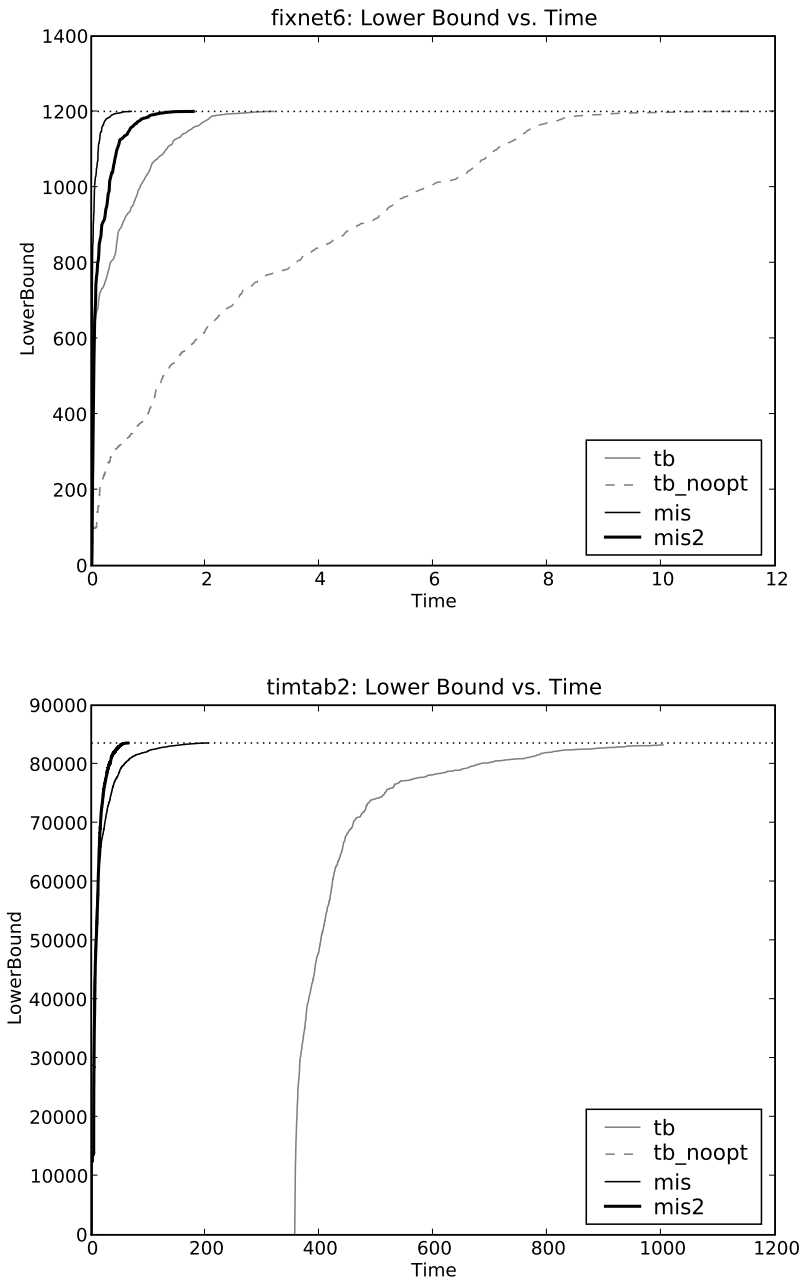 fixnet6: Lower Bound vs. Time
1400
1200
1000
800
600
400
200
0
LowerBound
0 2 4 6 8 10 12
Time
tb
tb_noopt
mis
mis2
timtab2: Lower Bound vs. Time
90000
80000
70000
60000
50000
40000
30000
20000
10000
0
LowerBound
0 200 400 600 800 1000 1200
Time
tb
tb_noopt
mis
mis2